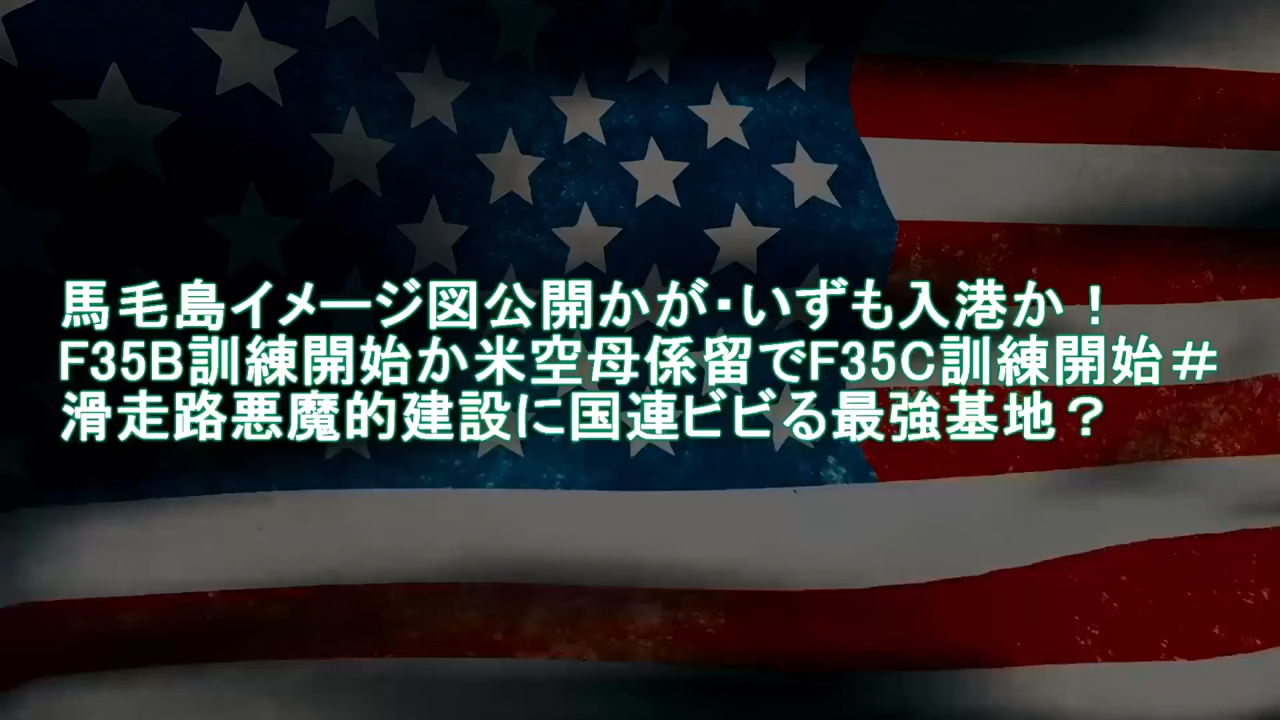 馬毛島イメージ図公開かが・いずも入港か！
F35B訓練開始か米空母係留でF35C訓練開始＃
滑走路悪魔的建設に国連ビビる最強基地？